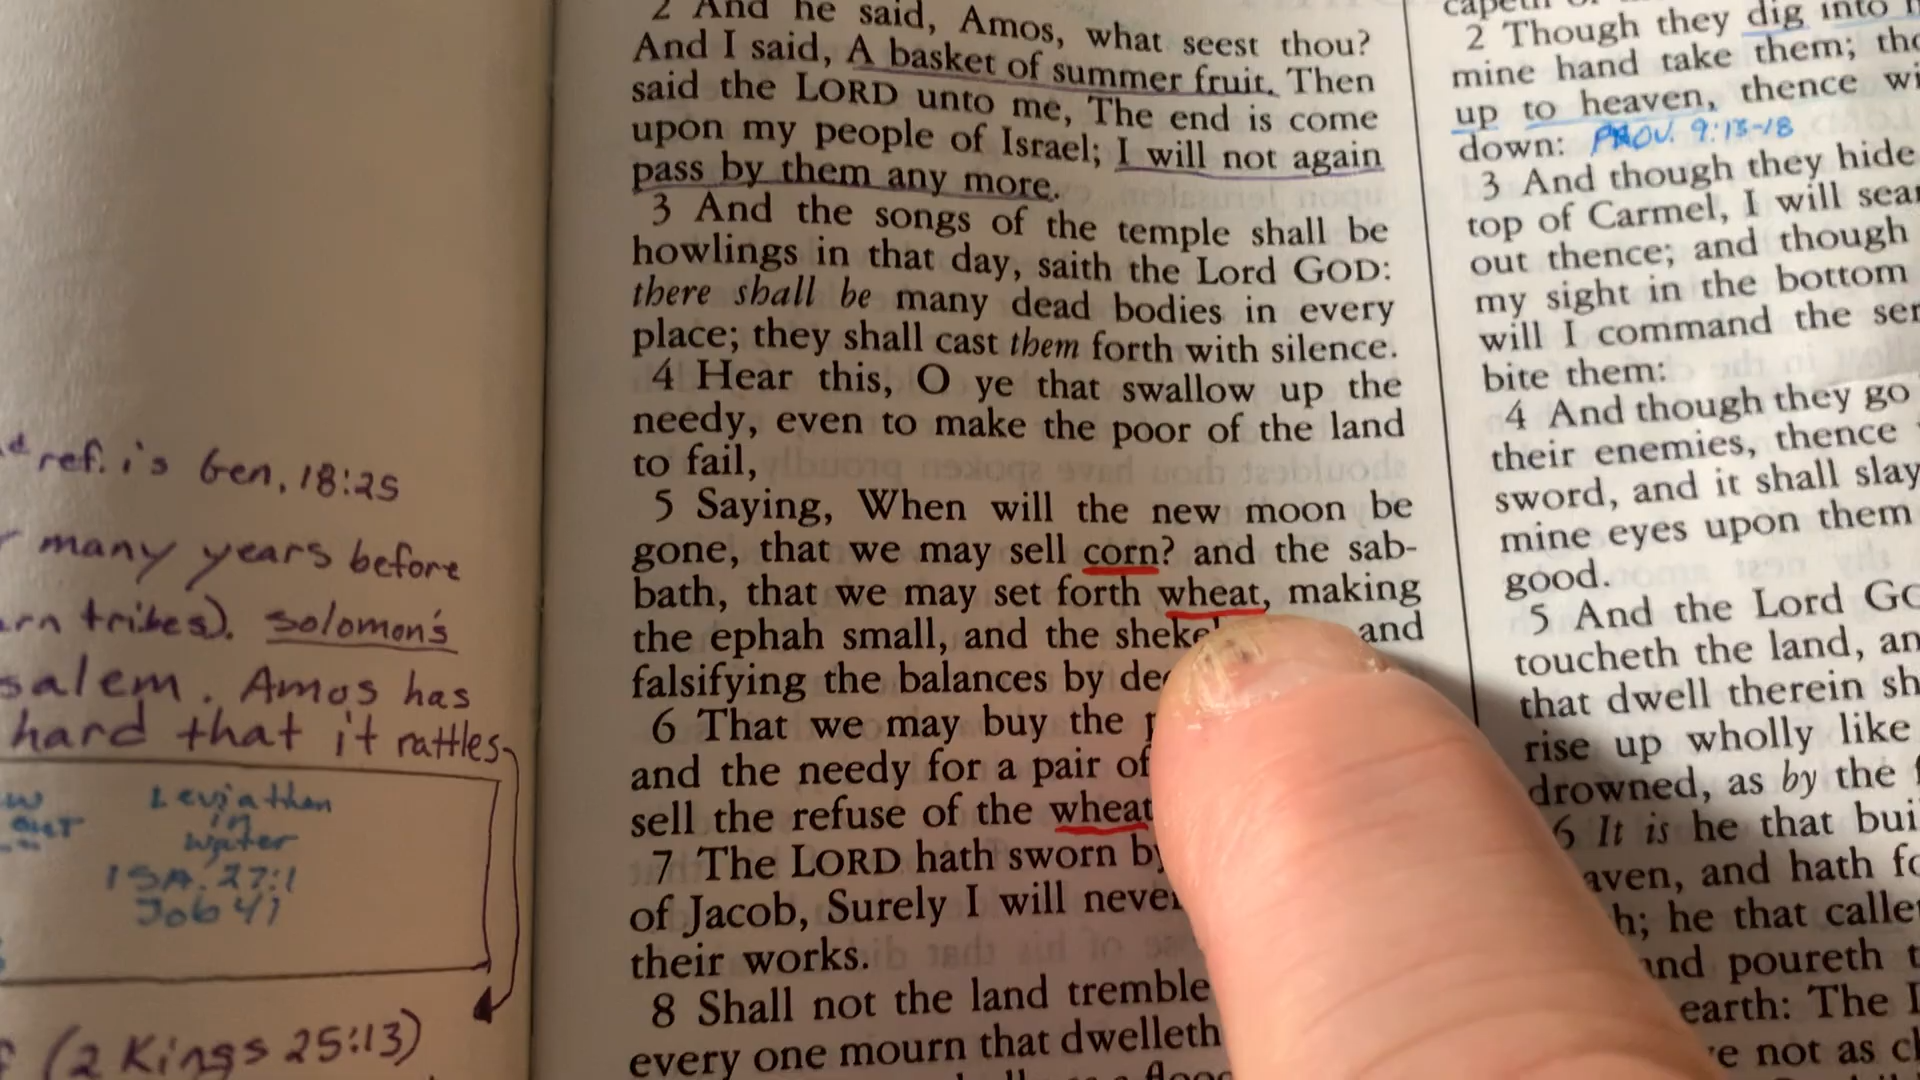 ref. is Gen. 18:25
many years before
tribes). Solomon's
salem. Amos has
hard that it rattles
Leviathan
in
water
ISA. 27:1
Job 41
(2 Kings 25:13)
2 And he said, Amos, what seest thou?
And I said, A basket of summer fruit. Then
said the LORD unto me, The end is come
upon my people of Israel; I will not again
pass by them any more.
3 And the songs of the temple shall be
howlings in that day, saith the Lord GOD:
there shall be many dead bodies in every
place; they shall cast them forth with silence.
4 Hear this, O ye that swallow up the
needy, even to make the poor of the land
to fail,
5 Saying, When will the new moon be
gone, that we may sell corn? and the sab-
bath, that we may set forth wheat, making
the ephah small, and the shekel and
falsifying the balances by
6 That we may buy the
and the needy for a pair of
sell the refuse of the wheat
7 The LORD hath sworn by
of Jacob, Surely I will never
their works.
8 Shall not the land tremble
every one mourn that dwelleth
2 Though they dig into
mine hand take them;
up to heaven, thence
down: PROV. 9:13-18
3 And though they hide
top of Carmel, I will
out thence; and though
my sight in the bottom
will I command the
bite them:
4 And though they go
their enemies, thence
sword, and it shall slay
mine eyes upon them
good.
5 And the Lord
toucheth the land,
that dwell therein
rise up wholly like
drowned, as by the
6 It is he that
and hath
he that
and poureth
earth: The
not as